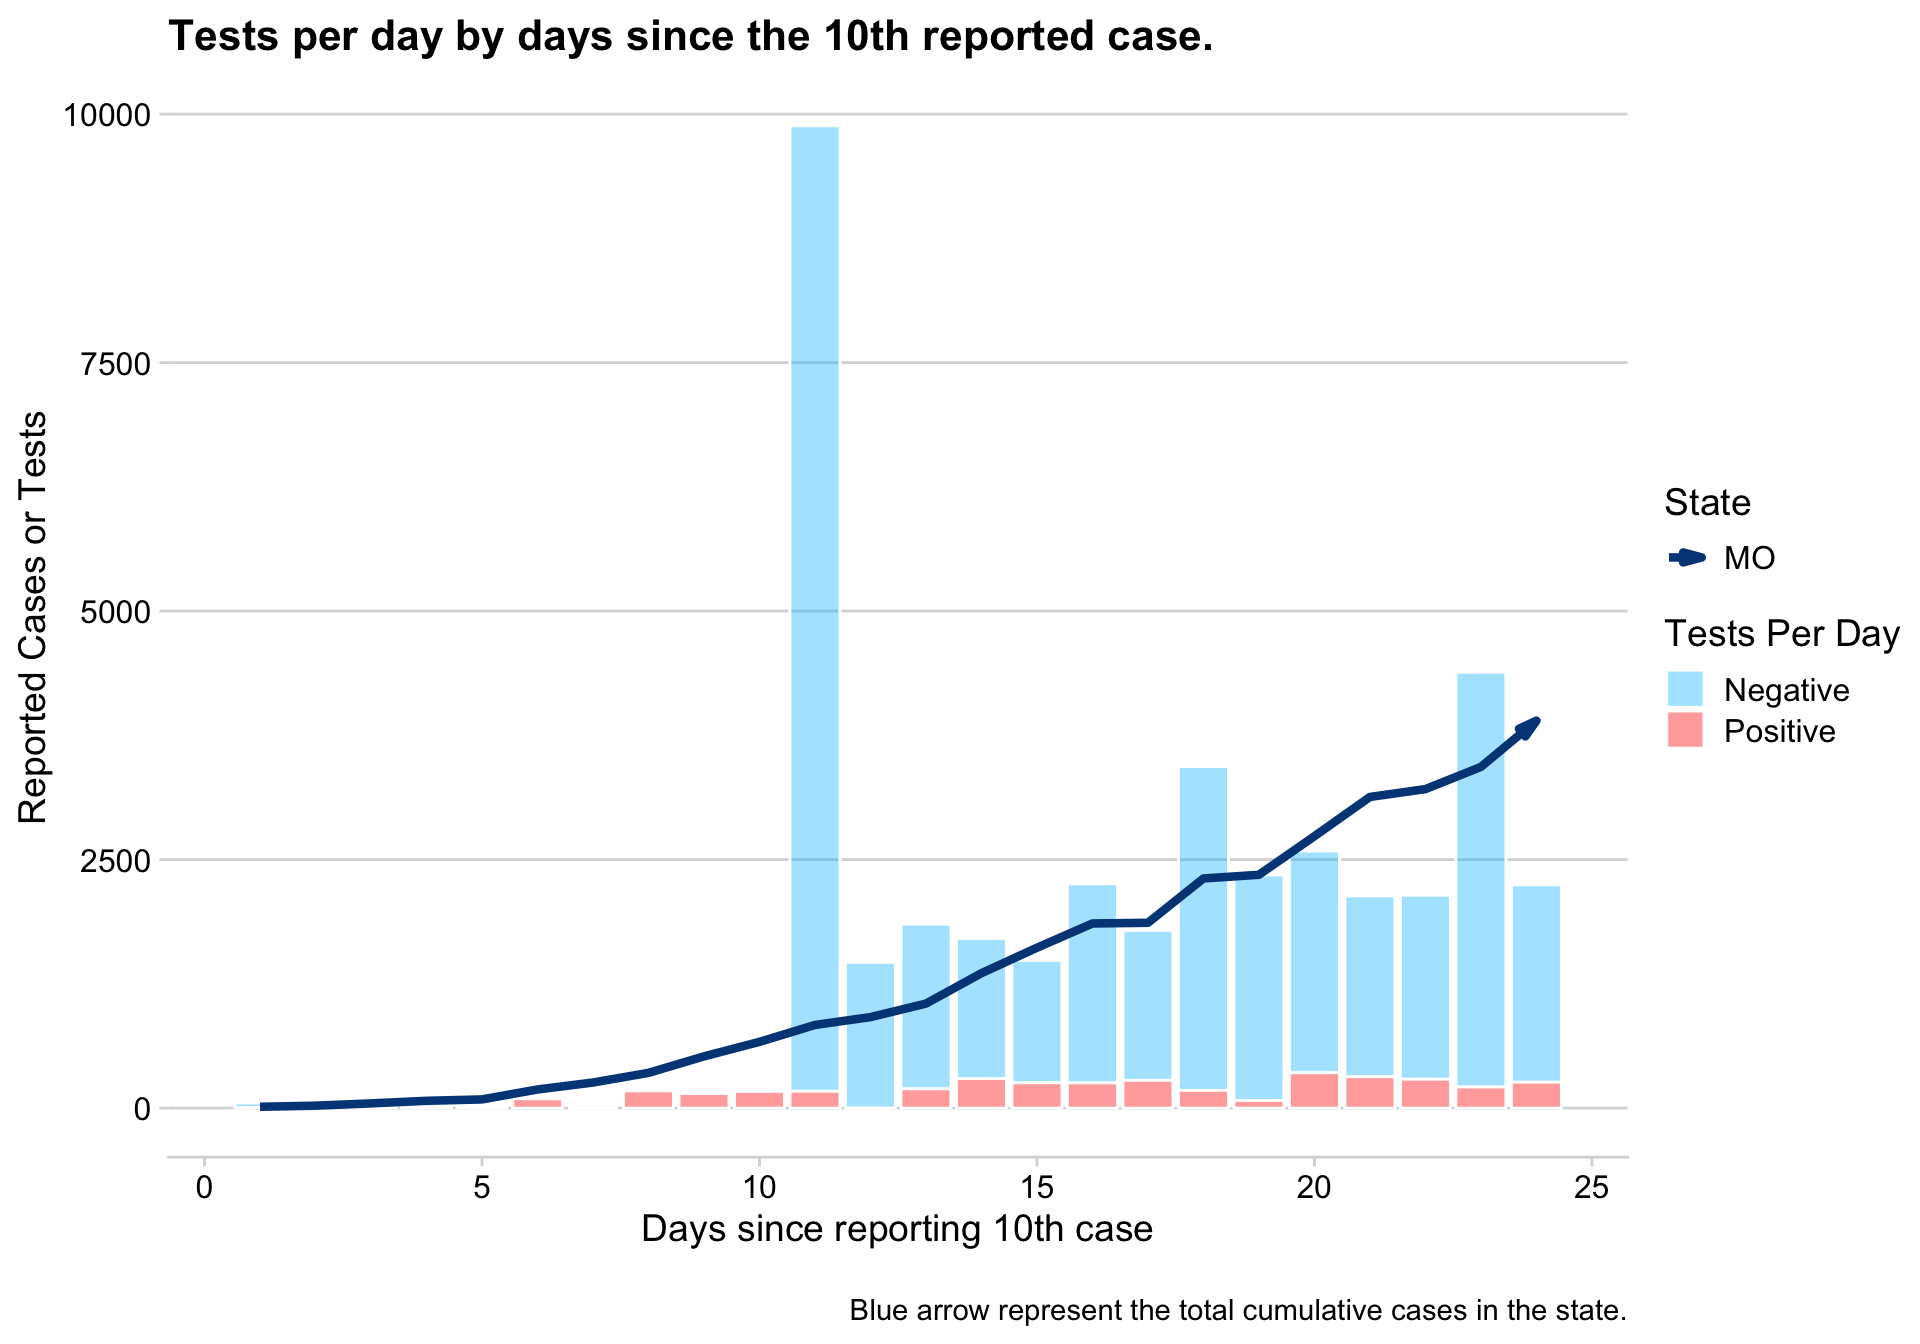 Tests per day by days since the 10th reported case.
10000
7500
5000
2500
0
Reported Cases or Tests
0 5 10 15 20 25
Days since reporting 10th case
State
MO
Tests Per Day
Negative
Positive
Blue arrow represent the total cumulative cases in the state.